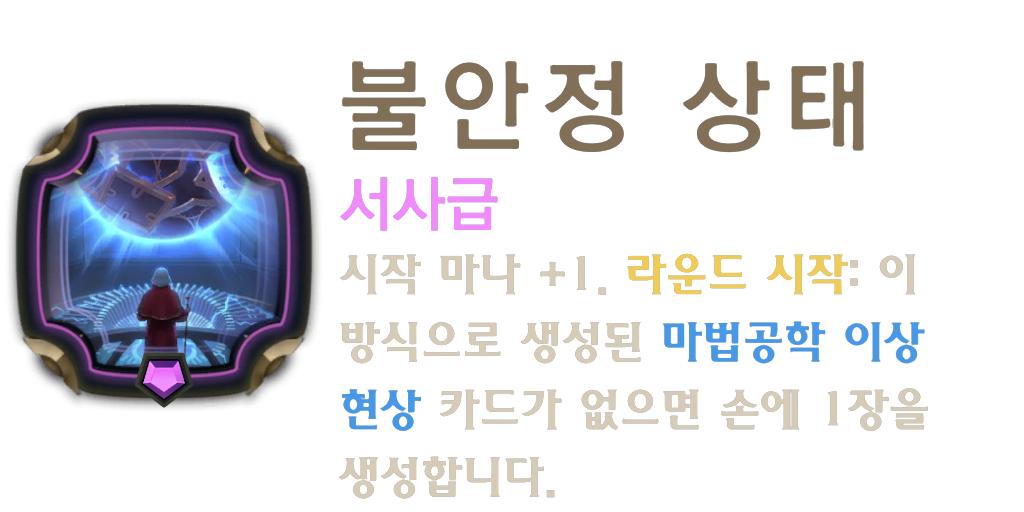 불안정 상태
서사급
시작 마나 +1. 라운드 시작: 이
방식으로 생성된 마법공학 이상
현상 카드가 없으면 손에 1장을
생성합니다.